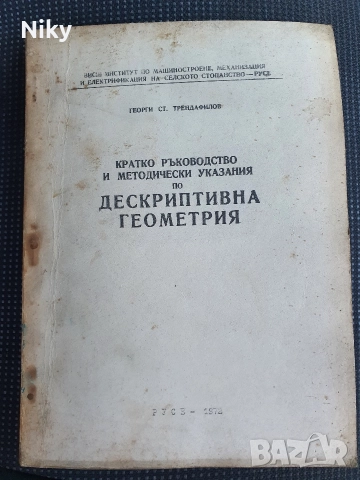 Niky
ВИСШ ИНСТИТУТ ПО МАШИНОСТРОЕНЕ, МЕХАНИЗАЦИЯ
И ЕЛЕКТРИФИКАЦИЯ НА СЕЛСКОТО СТОПАНСТВО — РУСЕ
ГЕОРГИ СТ. ТРЕНДАФИЛОВ
КРАТКО РЪКОВОДСТВО
И МЕТОДИЧЕСКИ УКАЗАНИЯ
ПО
ДЕСКРИПТИВНА
ГЕОМЕТРИЯ
РУСЕ —
BAZAR